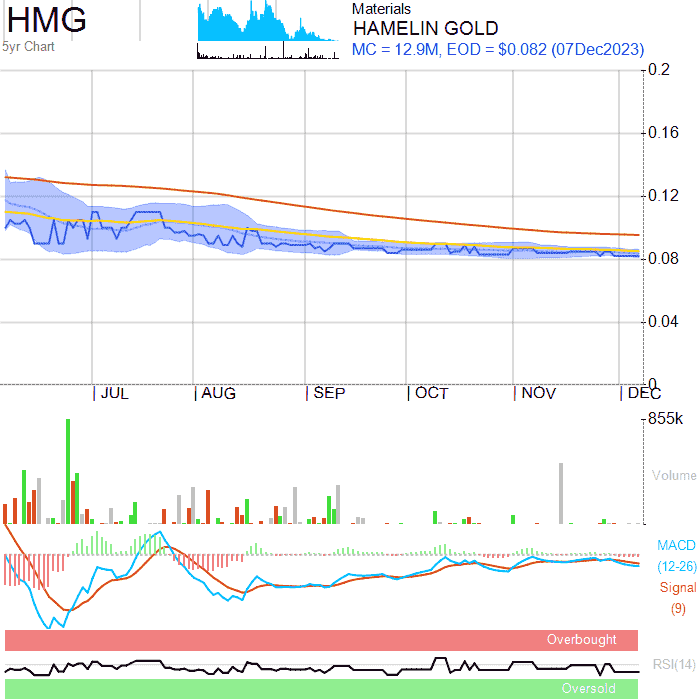 HMG
5yr Chart
Materials
HAMELIN GOLD
MC = 12.9M, EOD = $0.082 (07Dec2023)
0.2
0.16
0.12
0.08
0.04
0
JUL AUG SEP OCT NOV DEC
855k
Volume
MACD
(12-26)
Signal
(9)
Overbought
RSI(14)
Oversold